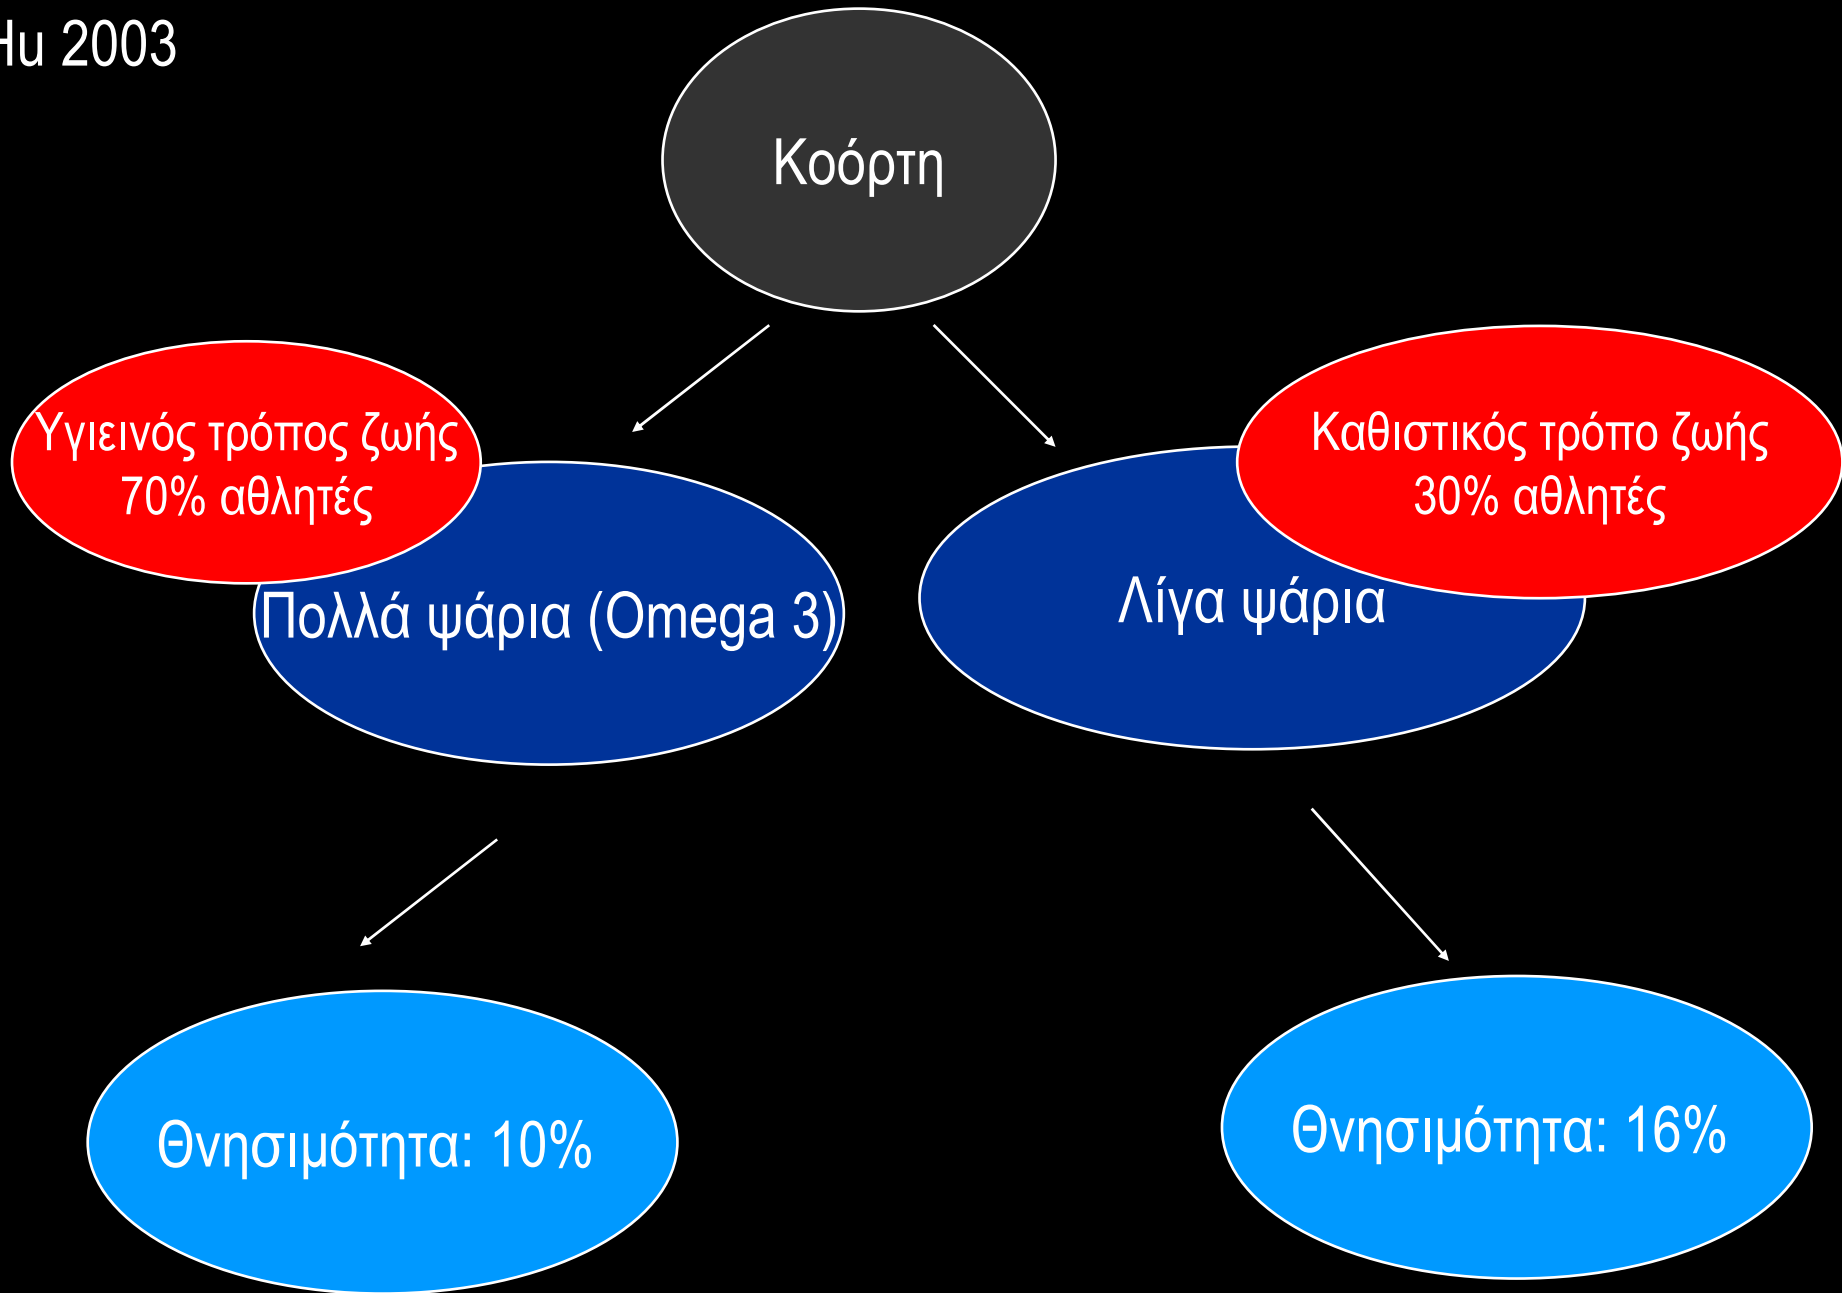 Hu 2003
Κοόρτη
Υγιεινός τρόπος ζωής
70% αθλητές
Καθιστικός τρόπο ζωής
30% αθλητές
Πολλά ψάρια (Omega 3)
Λίγα ψάρια
Θνησιμότητα: 10%
Θνησιμότητα: 16%